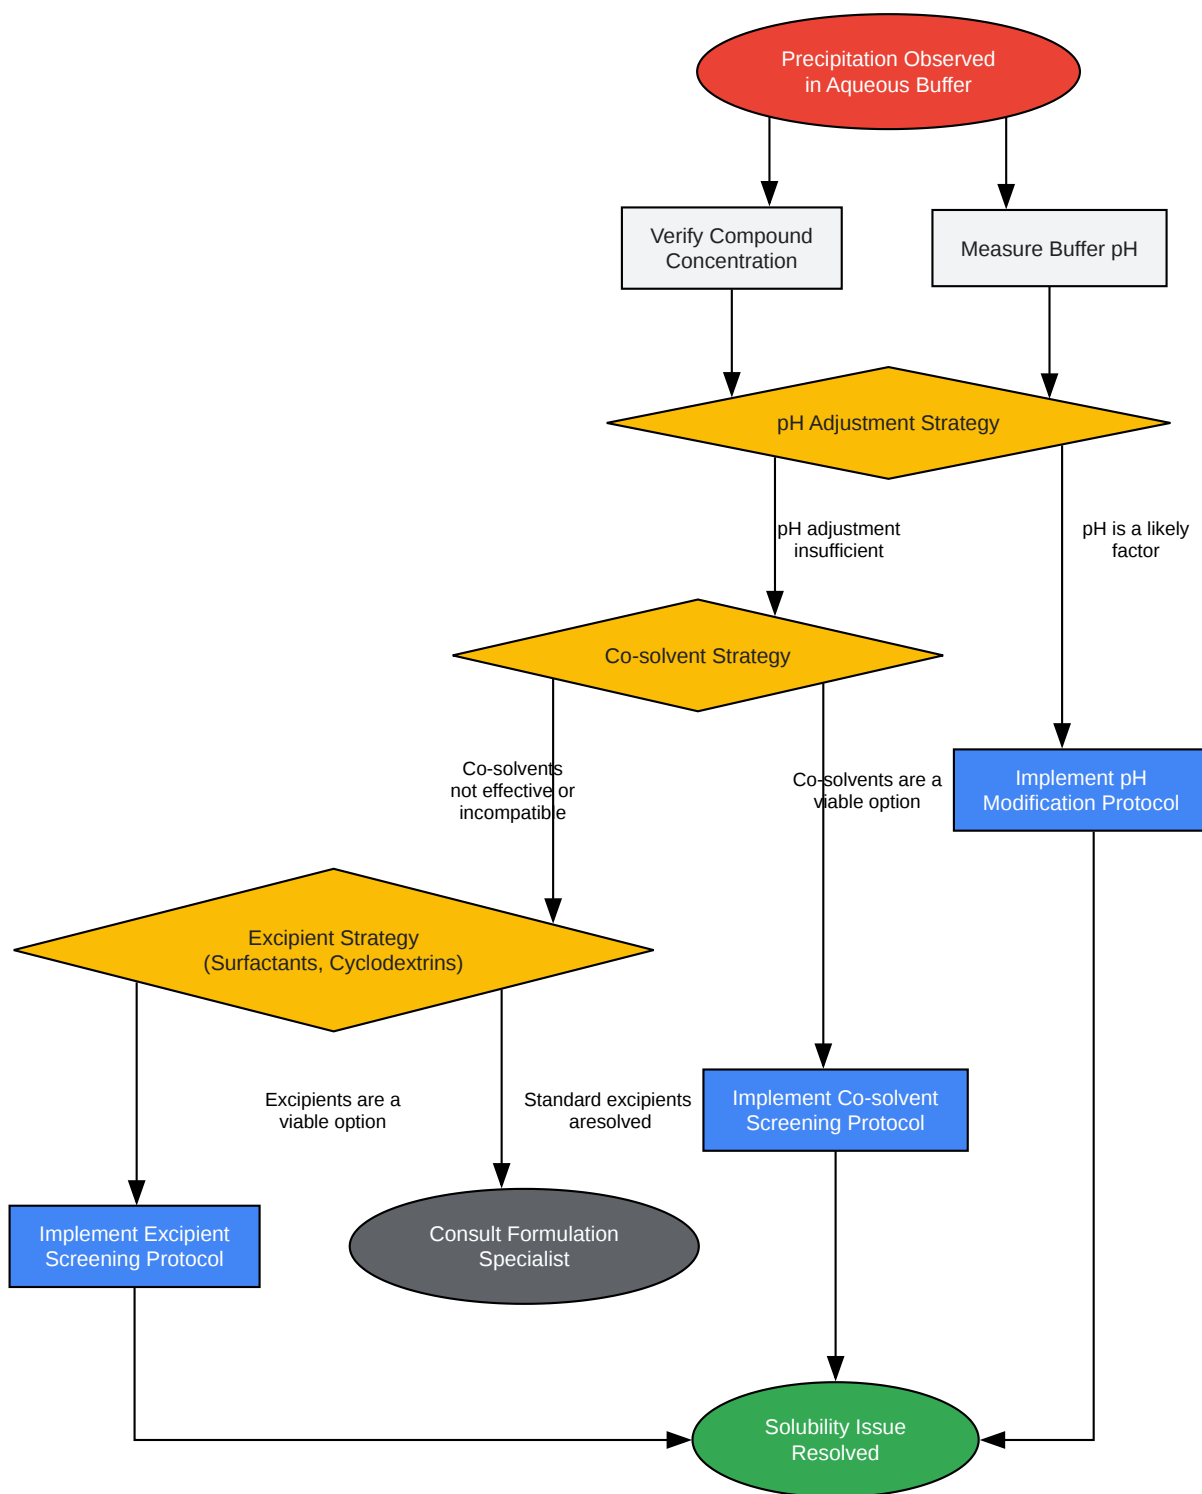 Precipitation Observed
in Aqueous Buffer
Verify Compound
Concentration
Measure Buffer pH
pH Adjustment Strategy
pH adjustment
insufficient
pH is a likely
factor
Co-solvent Strategy
Co-solvents
not effective or
incompatible
Co-solvents are a
viable option
Implement pH
Modification Protocol
Excipient Strategy
(Surfactants, Cyclodextrins)
Excipients are a
viable option
Standard excipients
aresolved
Implement Co-solvent
Screening Protocol
Implement Excipient
Screening Protocol
Consult Formulation
Specialist
Solubility Issue
Resolved